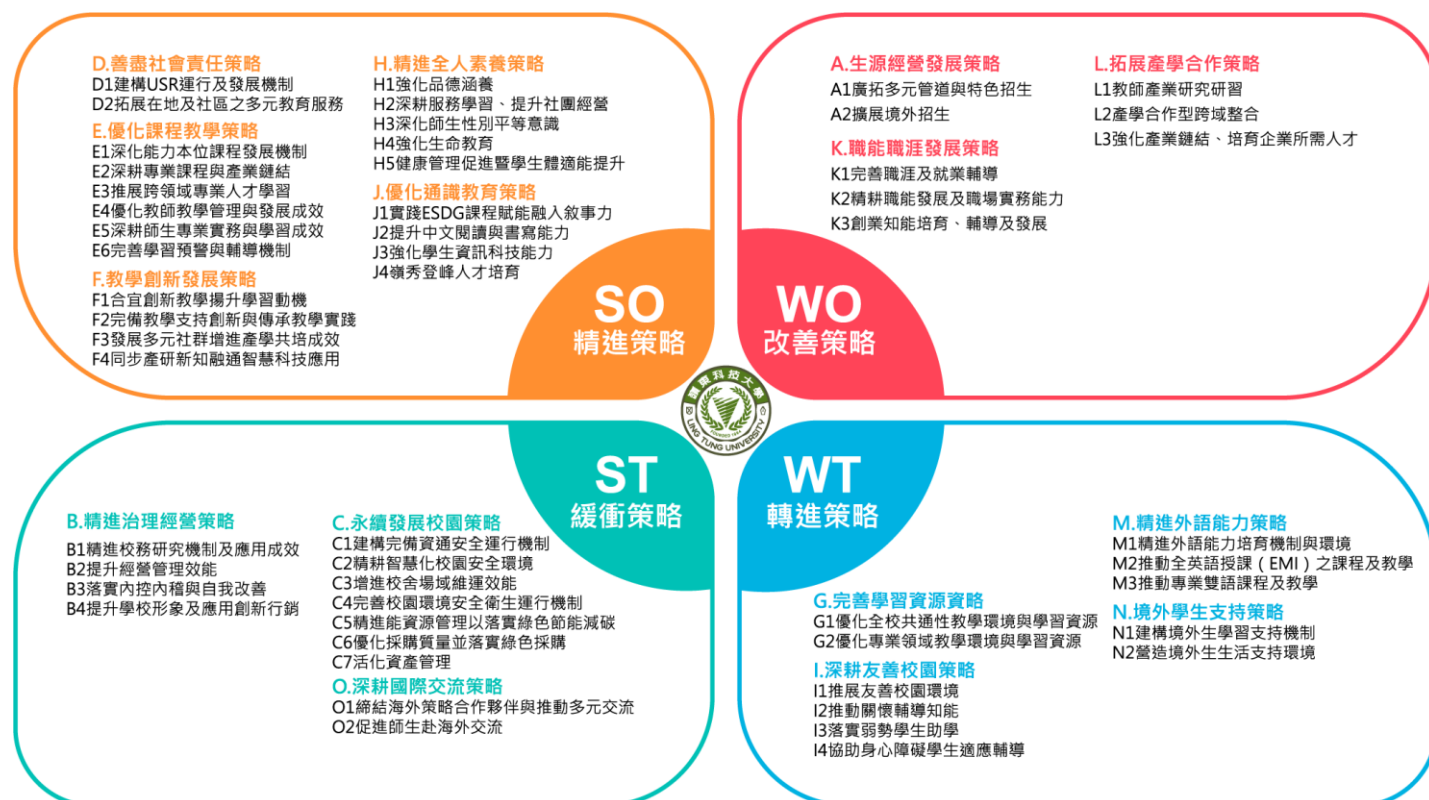 D.善盡社會責任策略
D1建構USR運行及發展機制
D2拓展在地及社區之多元教育服務
E.優化課程教學策略
E1深化能力本位課程發展機制
E2深耕專業課程與產業鏈結
E3推展跨領域專業人才學習
E4優化教師教學管理與發展成效
E5深耕師生專業實務與學習成效
E6完善學習預警與輔導機制
F.教學創新發展策略
F1合宜創新教學揚升學習動機
F2完備教學支持創新與傳承教學實踐
F3發展多元社群增進產學共培成效
F4同步產研新知融通智慧科技應用
H.精進全人素養策略
H1強化品德涵養
H2深耕服務學習、提升社團經營
H3深化師生性別平等意識
H4強化生命教育
H5健康管理促進暨學生體適能提升
J.優化通識教育策略
J1實踐ESDG課程賦能融入敘事力
J2提升中文閱讀與書寫能力
J3強化學生資訊科技能力
J4嶺秀登峰人才培育
SO
精進策略
A.生源經營發展策略
A1廣拓多元管道與特色招生
A2擴展境外招生
K.職能職涯發展策略
K1完善職涯及就業輔導
K2精耕職能發展及職場實務能力
K3創業知能培育、輔導及發展
L.拓展產學合作策略
L1教師產業研究研習
L2產學合作型跨域整合
L3強化產業鏈結、培育企業所需人才
WO
改善策略
嶺東科技大學
FOUNDED 1964
LING TUNG UNIVERSITY
ST
緩衝策略
B.精進治理經營策略
B1精進校務研究機制及應用成效
B2提升經營管理效能
B3落實內控內稽與自我改善
B4提升學校形象及應用創新行銷
C.永續發展校園策略
C1建構完備資通安全運行機制
C2精耕智慧化校園安全環境
C3增進校舍場域維運效能
C4完善校園環境安全衛生運行機制
C5精進能資源管理以落實綠色節能減碳
C6優化採購質量並落實綠色採購
C7活化資產管理
O.深耕國際交流策略
O1締結海外策略合作夥伴與推動多元交流
O2促進師生赴海外交流
WT
轉進策略
G.完善學習資源資略
G1優化全校共通性教學環境與學習資源
G2優化專業領域教學環境與學習資源
I.深耕友善校園策略
I1推展友善校園環境
I2推動關懷輔導知能
I3落實弱勢學生助學
I4協助身心障礙學生適應輔導
M.精進外語能力策略
M1精進外語能力培育機制與環境
M2推動全英語授課（EMI）之課程及教學
M3推動專業雙語課程及教學
N.境外學生支持策略
N1建構境外生學習支持機制
N2營造境外生生活支持環境